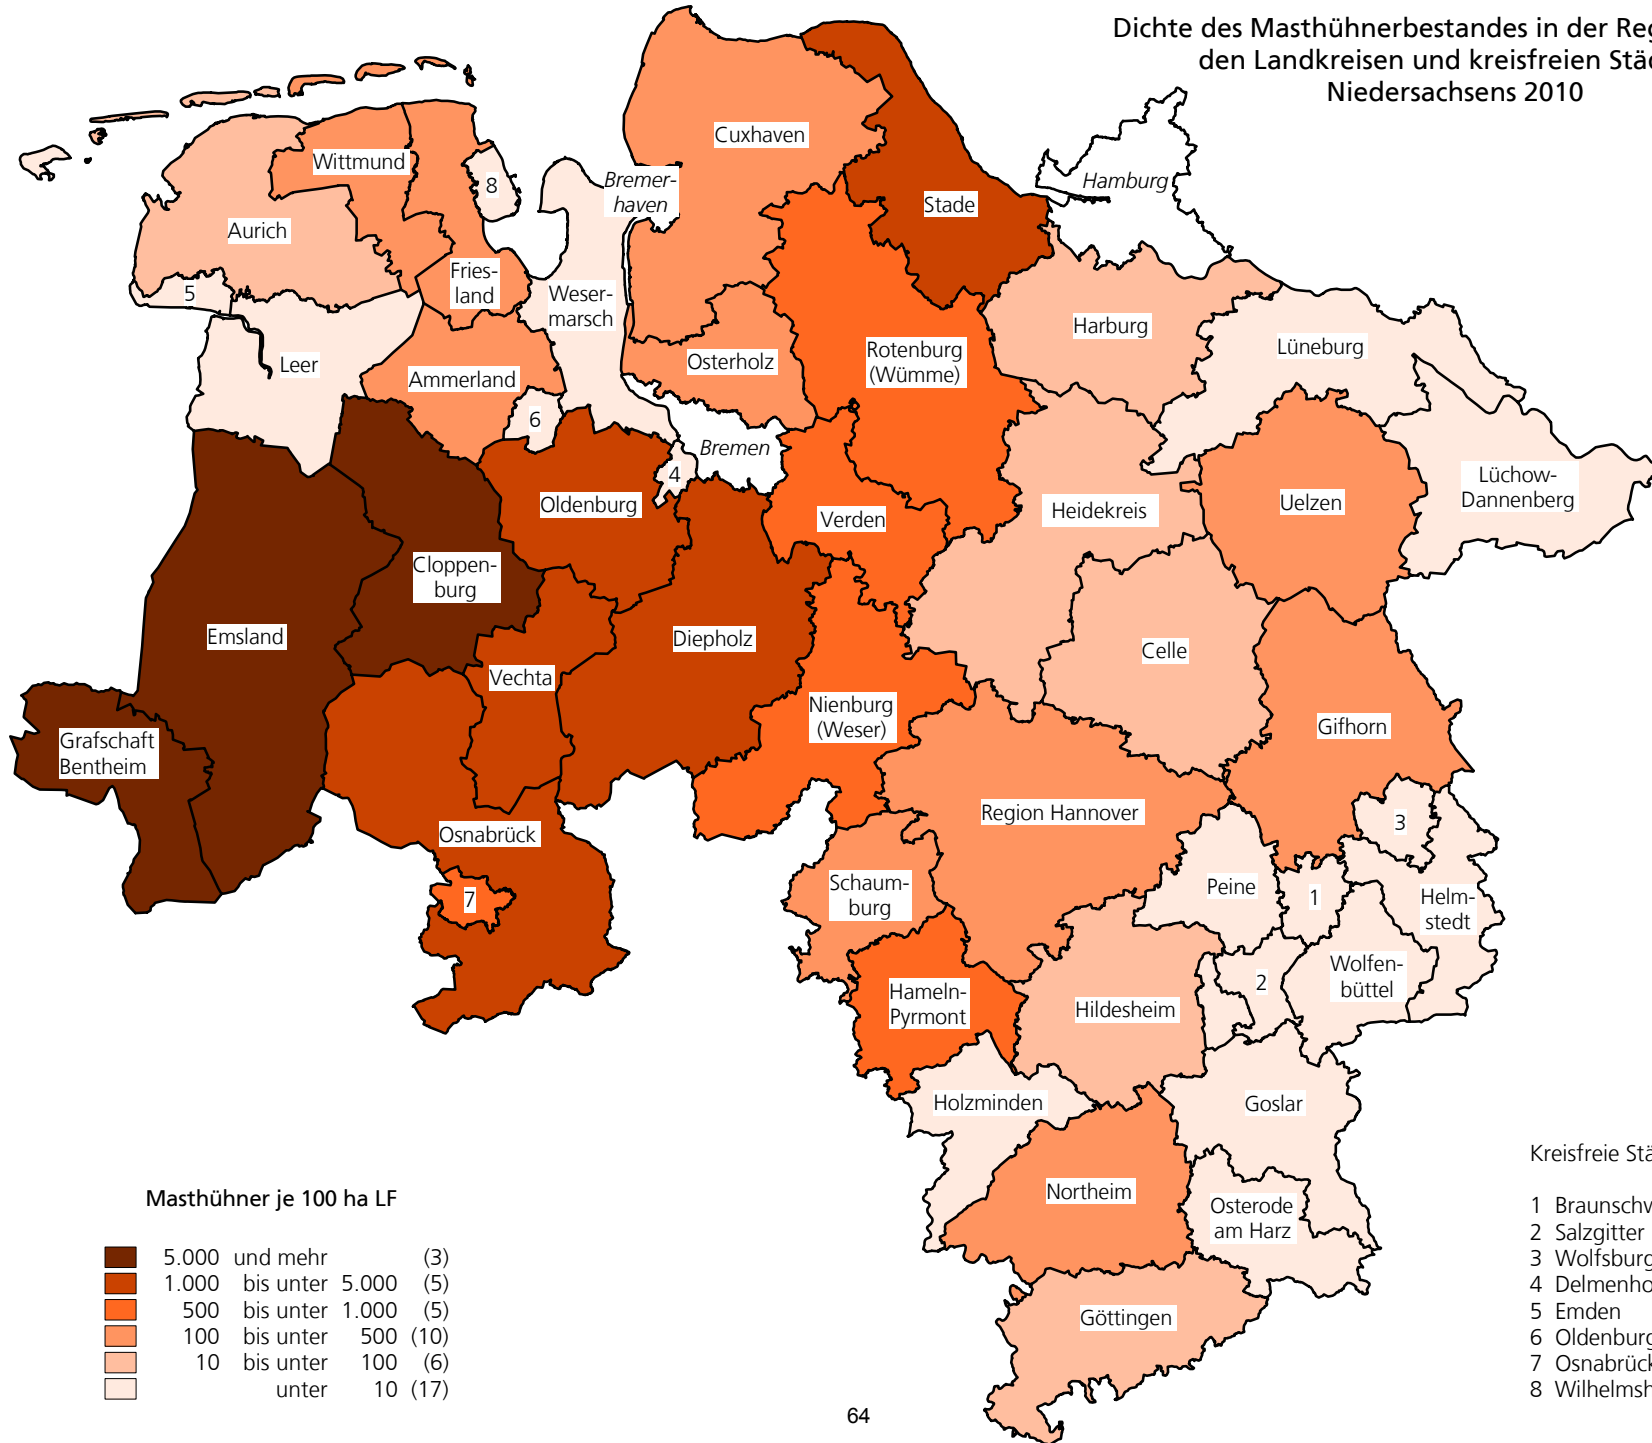 Dichte des Masthühnerbestandes in der
den Landkreisen und kreisfreien
Niedersachsens 2010
Cuxhaven
Wittmund
Bremer-
haven
Hamburg
8
Stade
Aurich
Fries-
land
5
Weser-
marsch
Harburg
Lüneburg
Leer
Osterholz
Rotenburg
(Wümme)
Ammerland
6
Bremen
4
Lüchow-
Dannenberg
Oldenburg
Verden
Heidekreis
Uelzen
Cloppen-
burg
Emsland
Diepholz
Celle
Vechta
Nienburg
(Weser)
Gifhorn
Grafschaft
Bentheim
Region Hannover
3
Osnabrück
7
Schaum-
burg
Peine
1
Helm-
stedt
Wolfen-
büttel
2
Hameln-
Pyrmont
Hildesheim
Holzminden
Goslar
Northeim
Osterode
am Harz
Göttingen
Masthühner je 100 ha LF
5.000 und mehr (3)
1.000 bis unter 5.000 (5)
500 bis unter 1.000 (5)
100 bis unter 500 (10)
10 bis unter 100 (6)
unter 10 (17)
Kreisfreie
1
2 Salzgitter
3 Wolfsburg
4
5 Emden
6 Oldenburg
7 Osnabrück
8
64